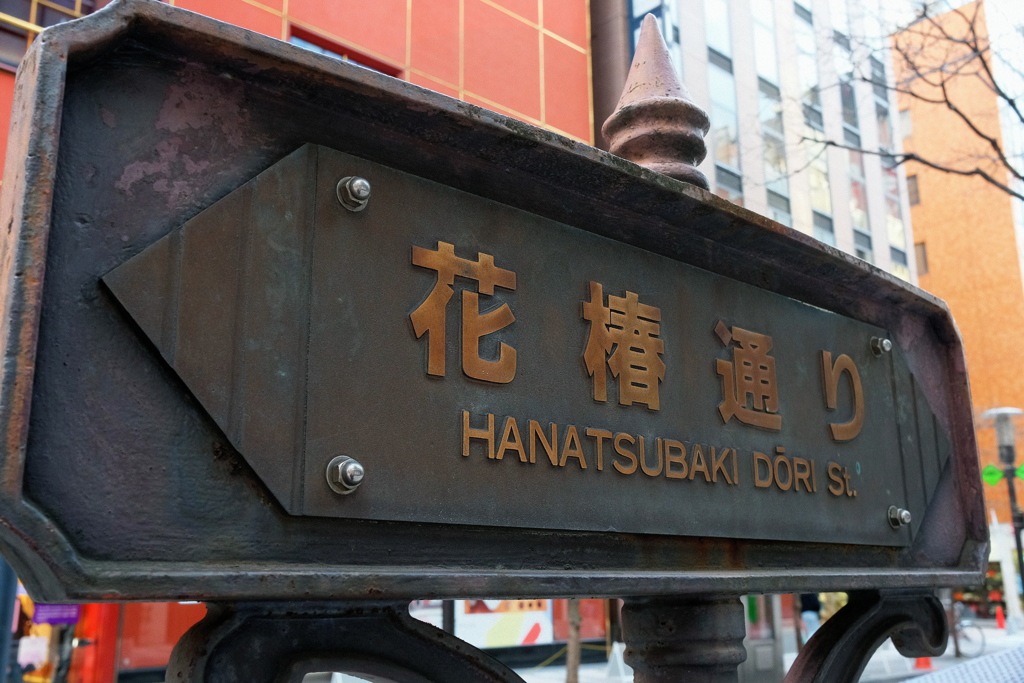 花椿通り
HANATSUBAKI DŌRI St.